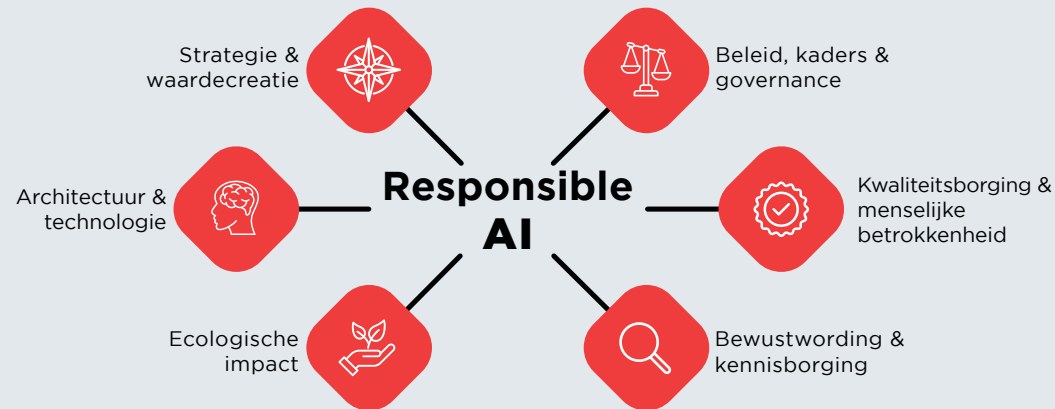 Strategie &
waardecreatie
Beleid, kaders &
governance
Architectuur &
technologie
Responsible
AI
Kwaliteitsborging &
menselijke
betrokkenheid
Ecologische
impact
Bewustwording &
kennisborging